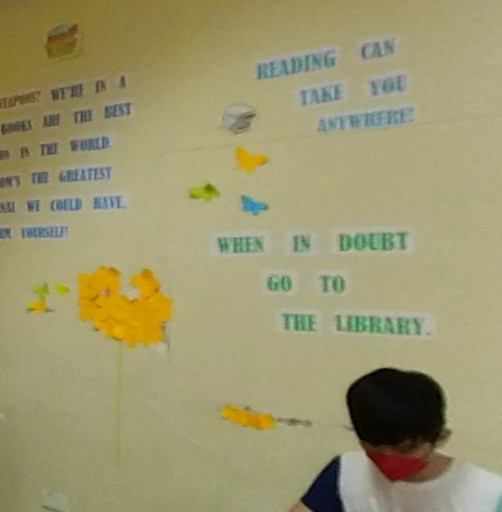 WE'RE IN A
BOOKS ARE THE BEST
IN THE WORLD.
THE GREATEST
WE COULD HAVE.
YOURSELF!
READING CAN
TAKE YOU
ANYWHERE!
WHEN IN DOUBT
GO TO
THE LIBRARY.